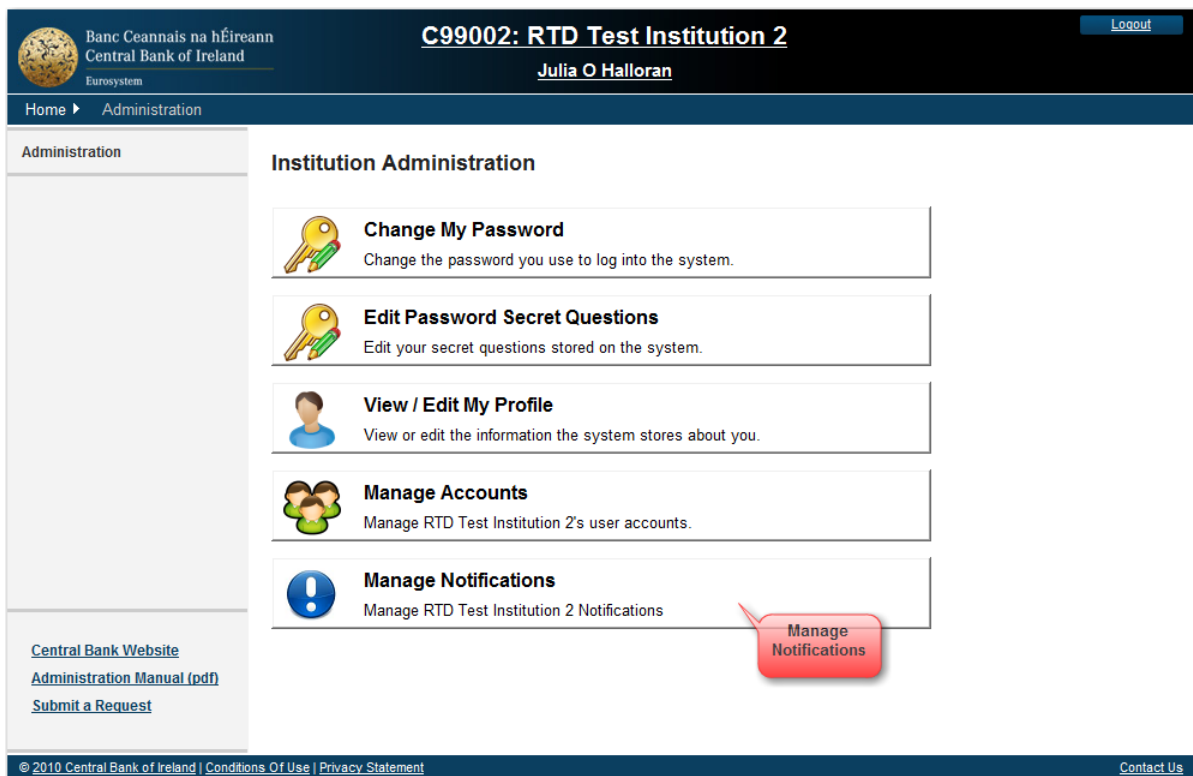 Banc Ceannais na hÉireann
Central Bank of Ireland
Eurosystem
C99002: RTD Test Institution 2
Julia O Halloran
Logout
Home Administration
Administration
Institution Administration
Change My Password
Change the password you use to log into the system.
Edit Password Secret Questions
Edit your secret questions stored on the system.
View / Edit My Profile
View or edit the information the system stores about you.
Manage Accounts
Manage RTD Test Institution 2's user accounts.
Manage Notifications
Manage RTD Test Institution 2 Notifications
Manage
Notifications
Central Bank Website
Administration Manual (pdf)
Submit a Request
© 2010 Central Bank of Ireland | Conditions Of Use | Privacy Statement
Contact Us